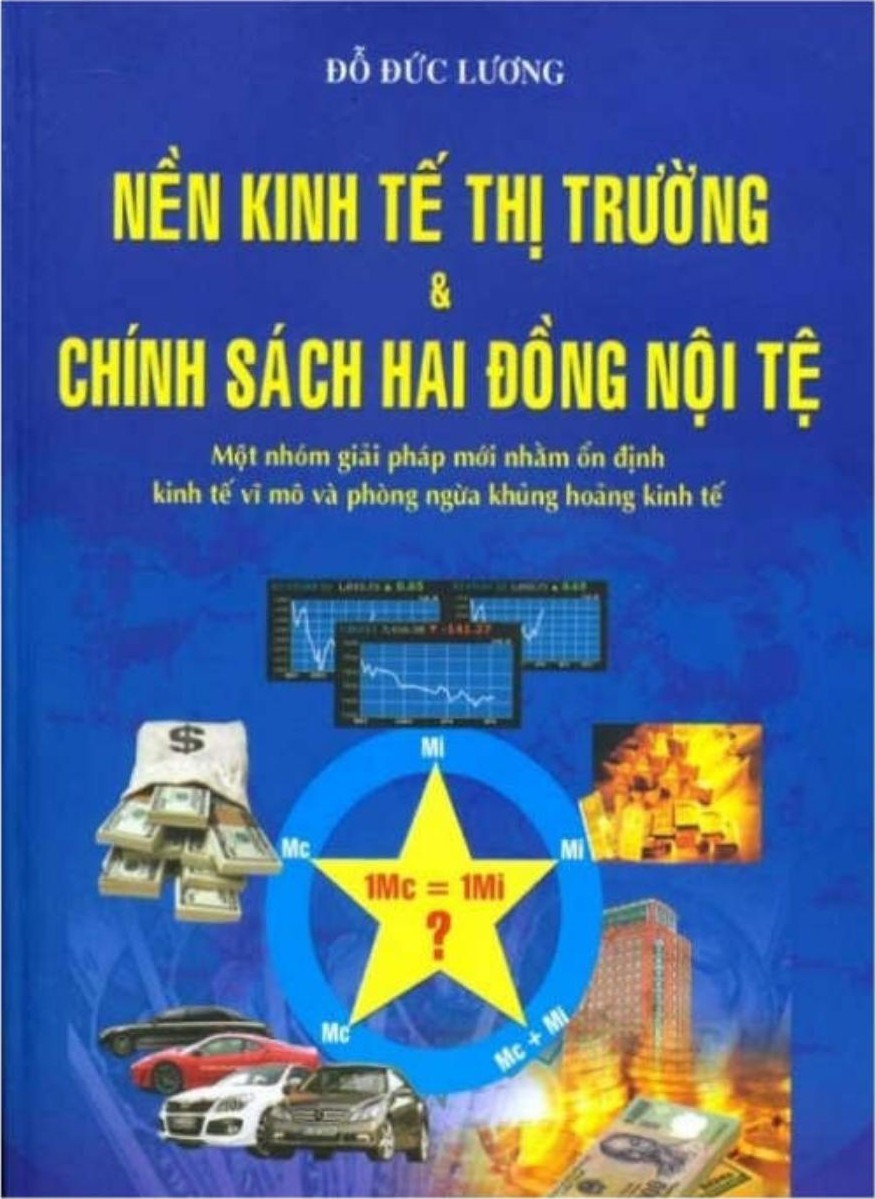 ĐỖ ĐỨC LƯƠNG
NỀN KINH TẾ THỊ TRƯỜNG
&
CHÍNH SÁCH HAI ĐỒNG NỘI TỆ
Một nhóm giải pháp mới nhằm ổn định
kinh tế vĩ mô và phòng ngừa khủng hoảng kinh tế
-141.27
$
Mi
Mc
Mi
1Mc = 1Mi
?
Mc
Mc + Mi